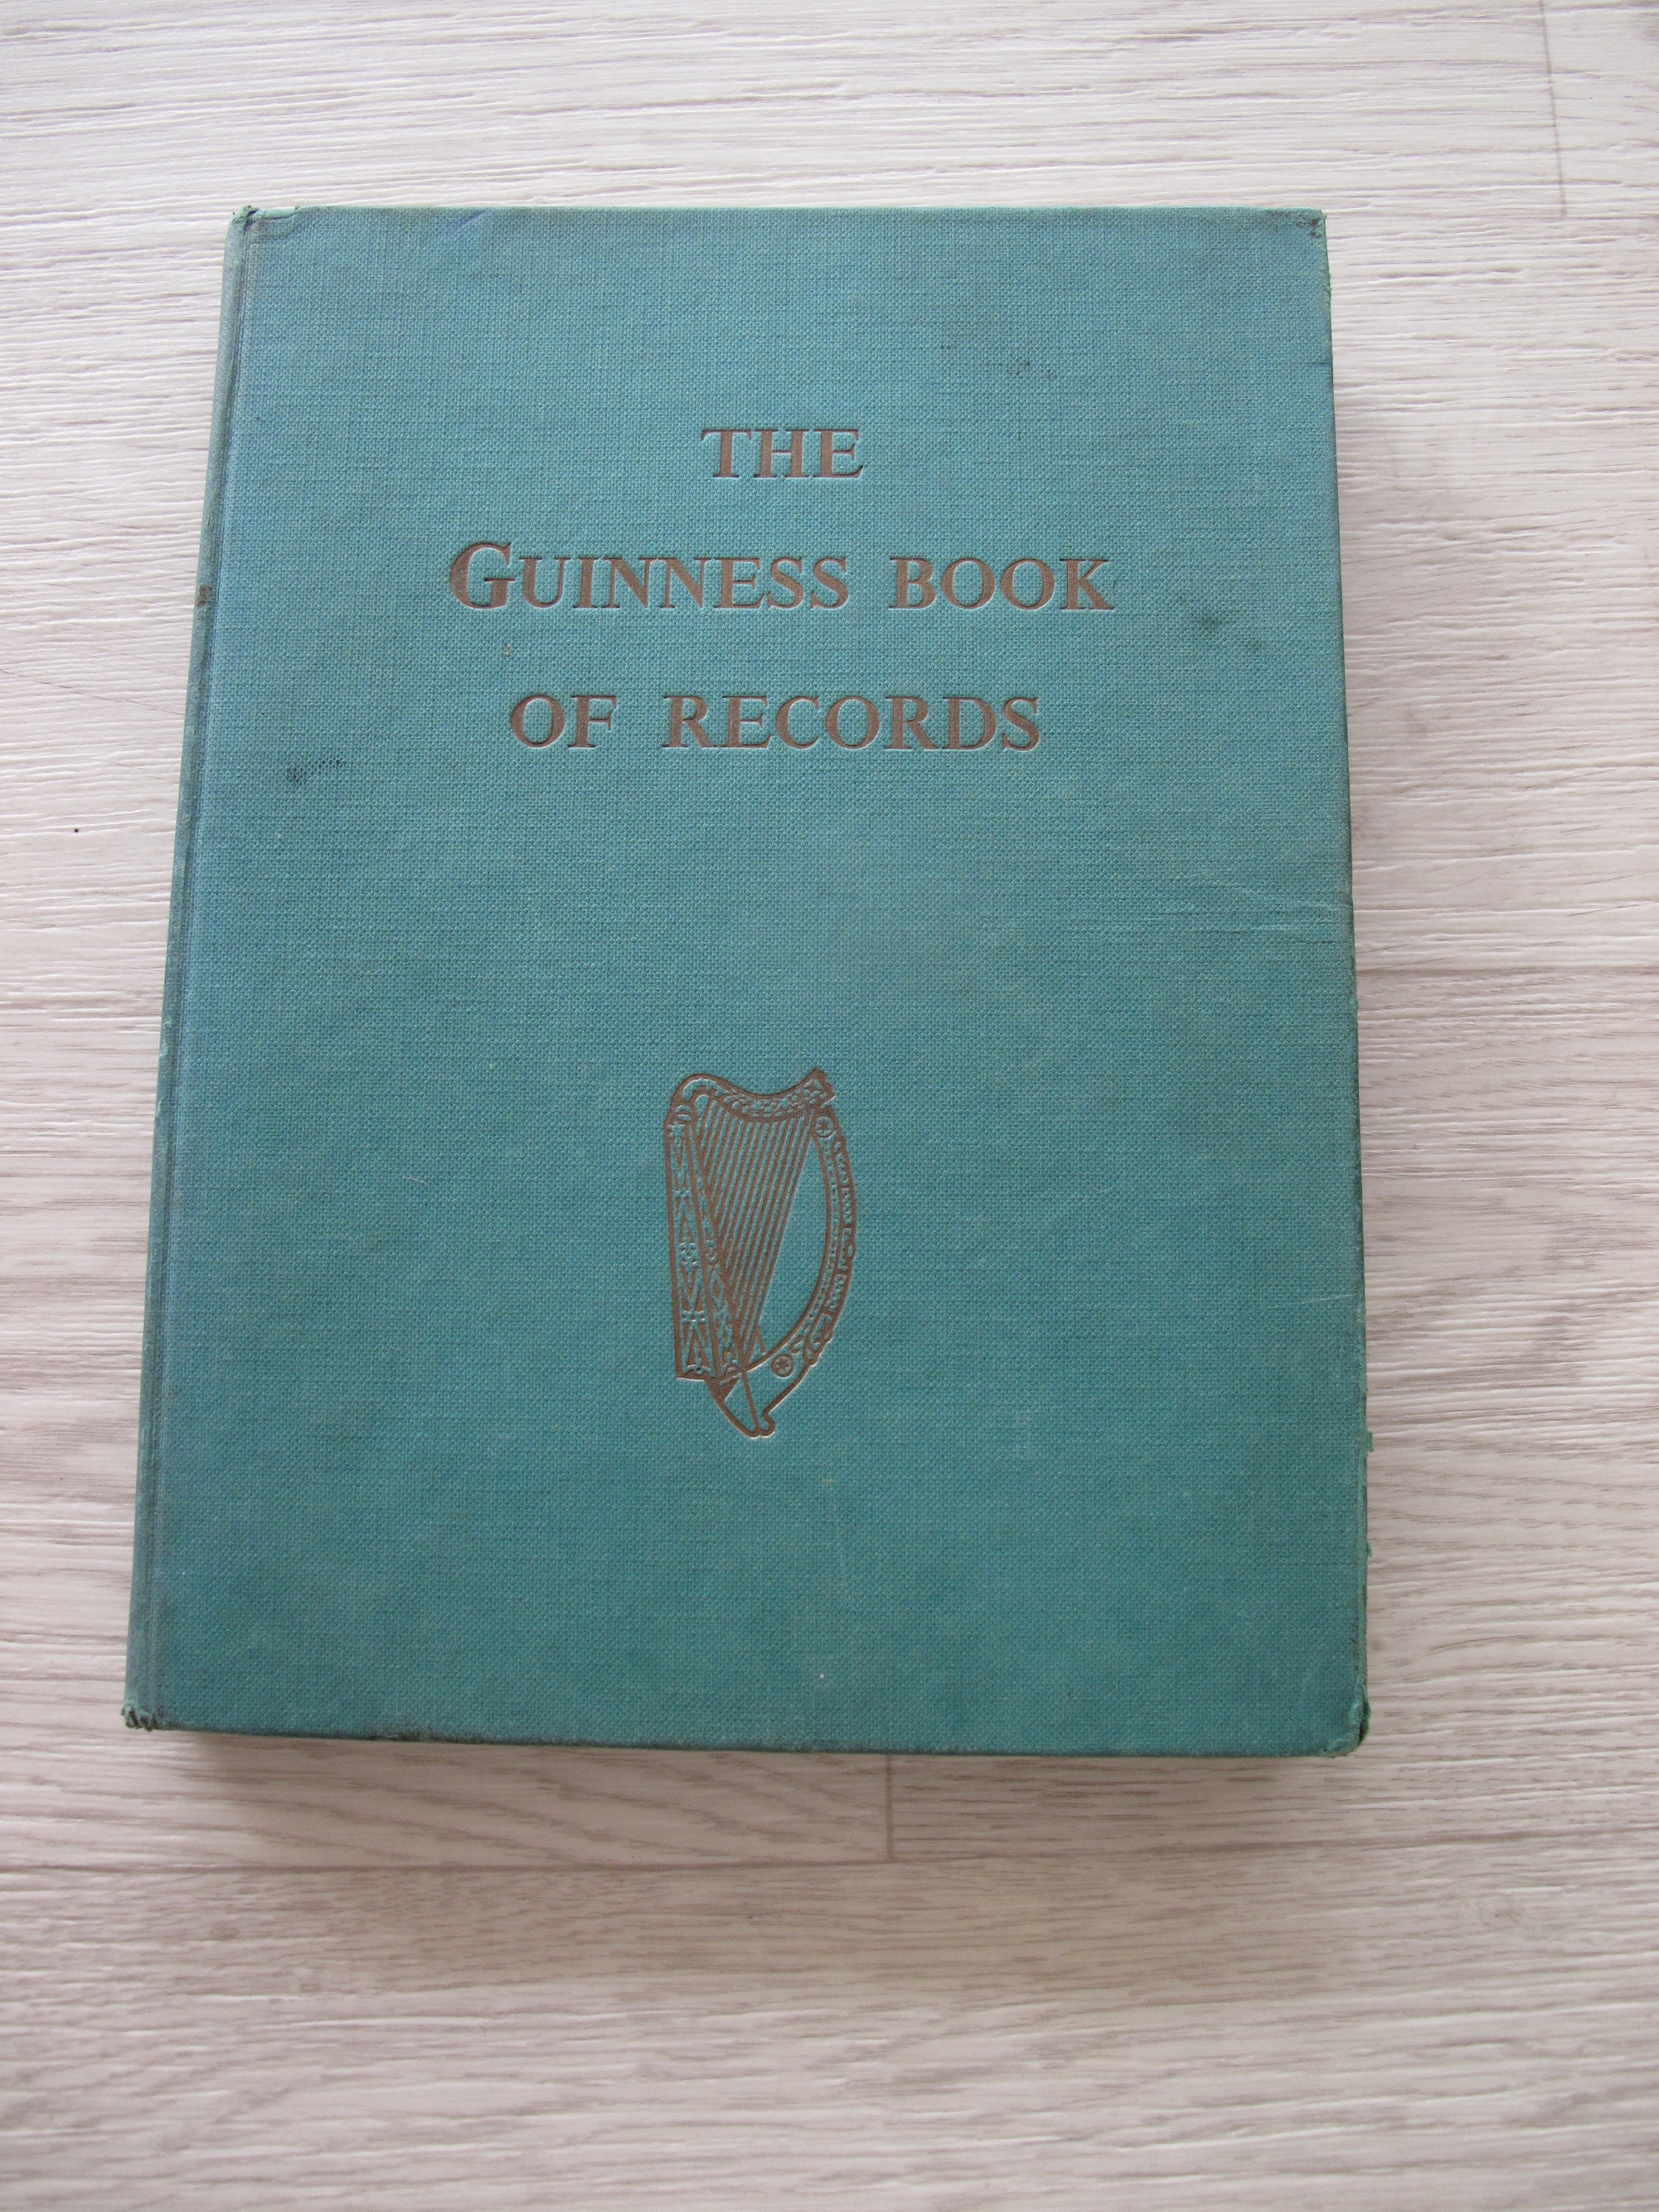 THE
GUINNESS BOOK
OF RECORDS